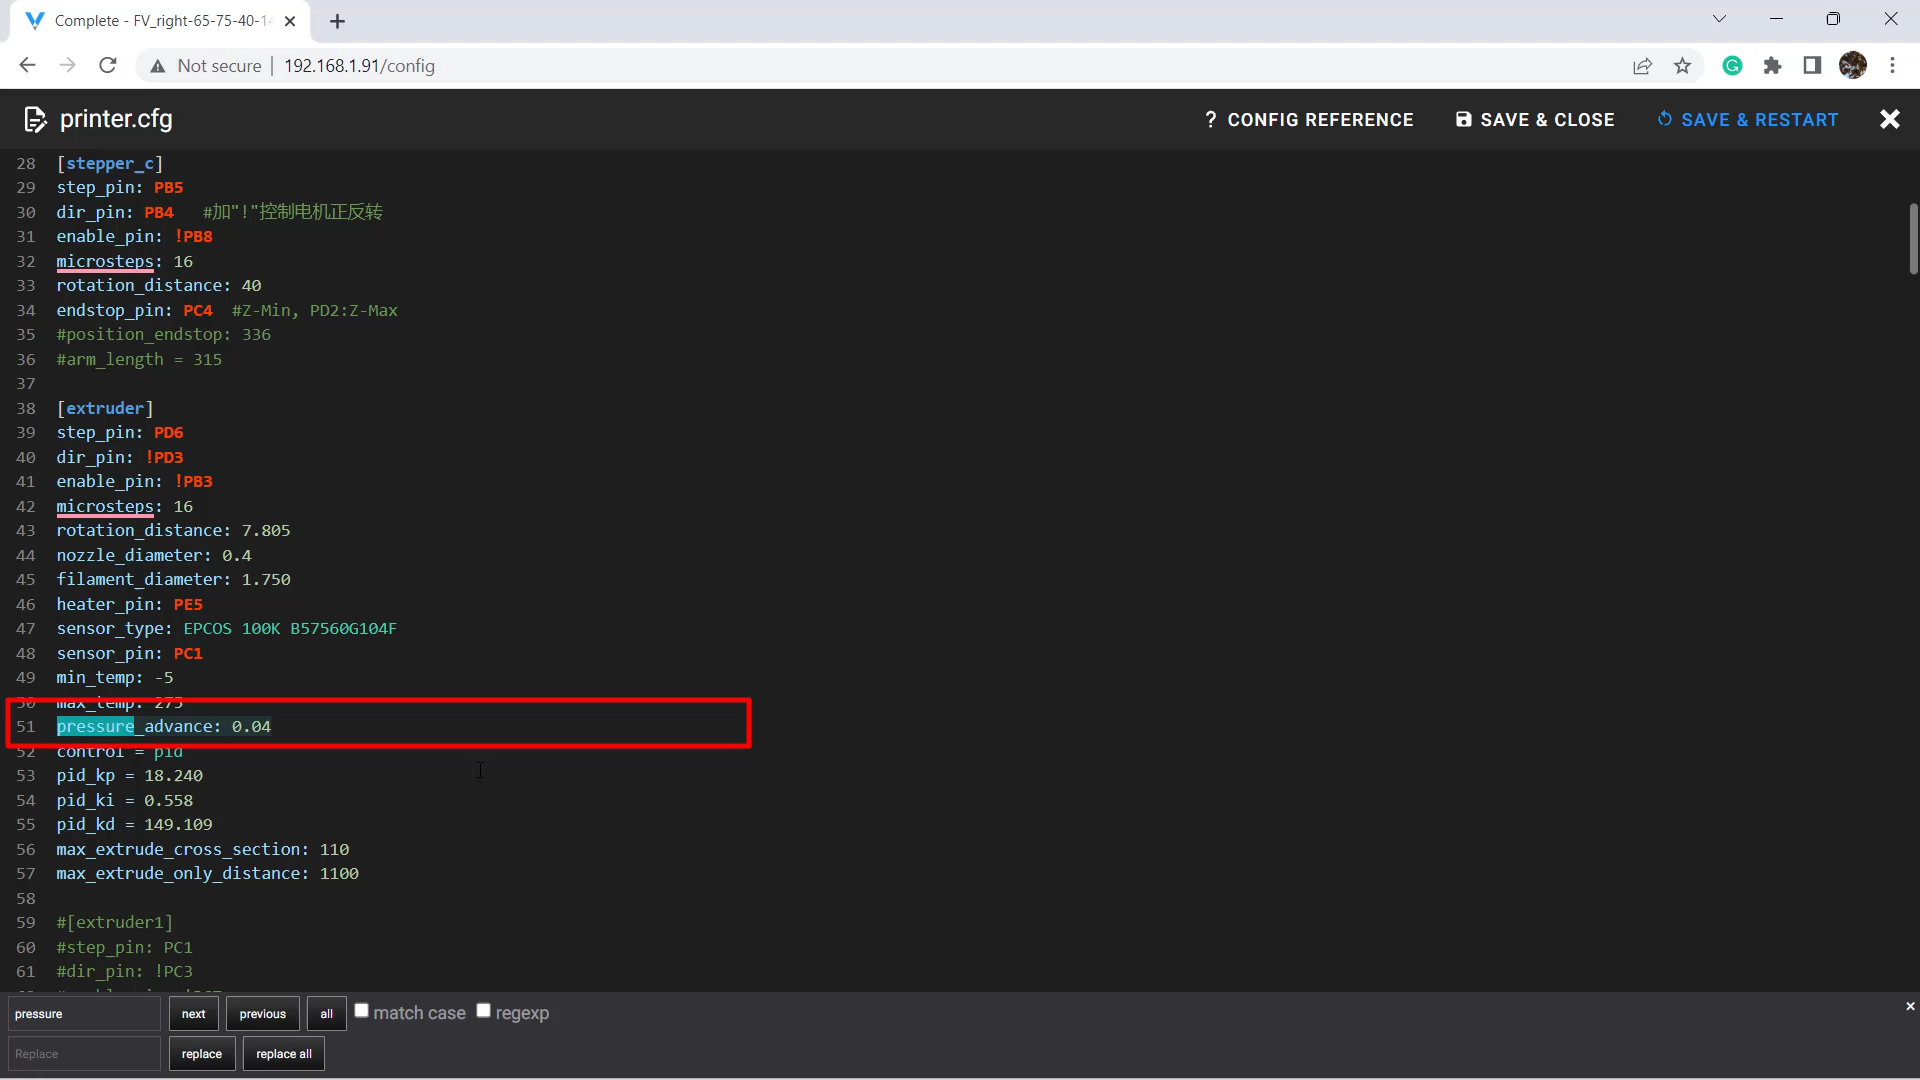 Complete - FV_right-65-75-40-14
Not secure | 192.168.1.91/config
printer.cfg
? CONFIG REFERENCE
SAVE & CLOSE
SAVE & RESTART
28 [stepper_c]
29 step_pin: PB5
30 dir_pin: PB4 #加"!"控制电机正反转
31 enable_pin: !PB8
32 microsteps: 16
33 rotation_distance: 40
34 endstop_pin: PC4 #Z-Min, PD2:Z-Max
35 #position_endstop: 336
36 #arm_length = 315
37
38 [extruder]
39 step_pin: PD6
40 dir_pin: !PD3
41 enable_pin: !PB3
42 microsteps: 16
43 rotation_distance: 7.805
44 nozzle_diameter: 0.4
45 filament_diameter: 1.750
46 heater_pin: PE5
47 sensor_type: EPCOS 100K B57560G104F
48 sensor_pin: PC1
49 min_temp: -5
50 max_temp: 275
51 pressure_advance: 0.04
52 control = pid
53 pid_kp = 18.240
54 pid_ki = 0.558
55 pid_kd = 149.109
56 max_extrude_cross_section: 110
57 max_extrude_only_distance: 1100
58
59 #[extruder1]
60 #step_pin: PC1
61 #dir_pin: !PC3
pressure next previous all match case regexp
Replace replace replace all